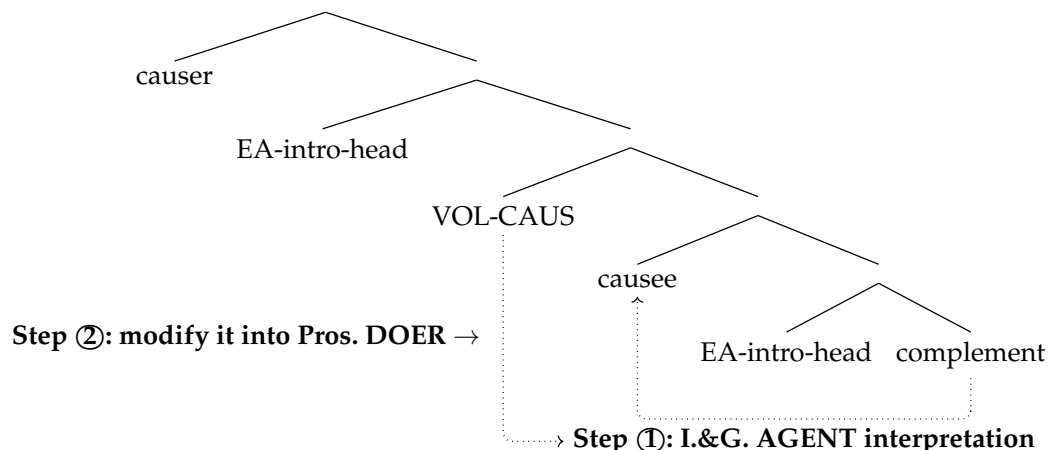 causer
EA-intro-head
VOL-CAUS
causee
Step ②: modify it into Pros. DOER →
EA-intro-head complement
Step ①: I.&G. AGENT interpretation